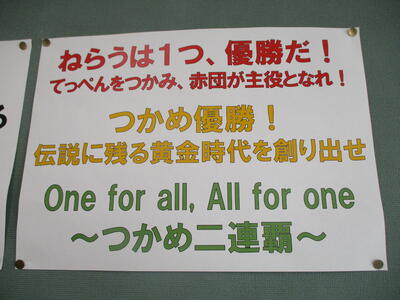 ねらうは1つ、優勝だ！
てっぺんをつかみ、赤団が主役となれ！
つかめ優勝！
伝説に残る黄金時代を創り出せ
One for all, All for one
～つかめ二連覇～
る